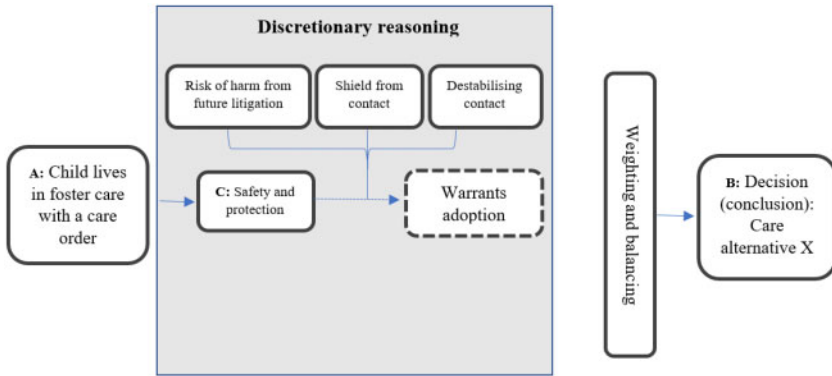 Discretionary reasoning
Risk of harm from
future litigation
Shield from
contact
Destabilising
contact
A: Child lives
in foster care
with a care
order
C: Safety and
protection
Warrants
adoption
Weighting and balancing
B: Decision
(conclusion):
Care
alternative X